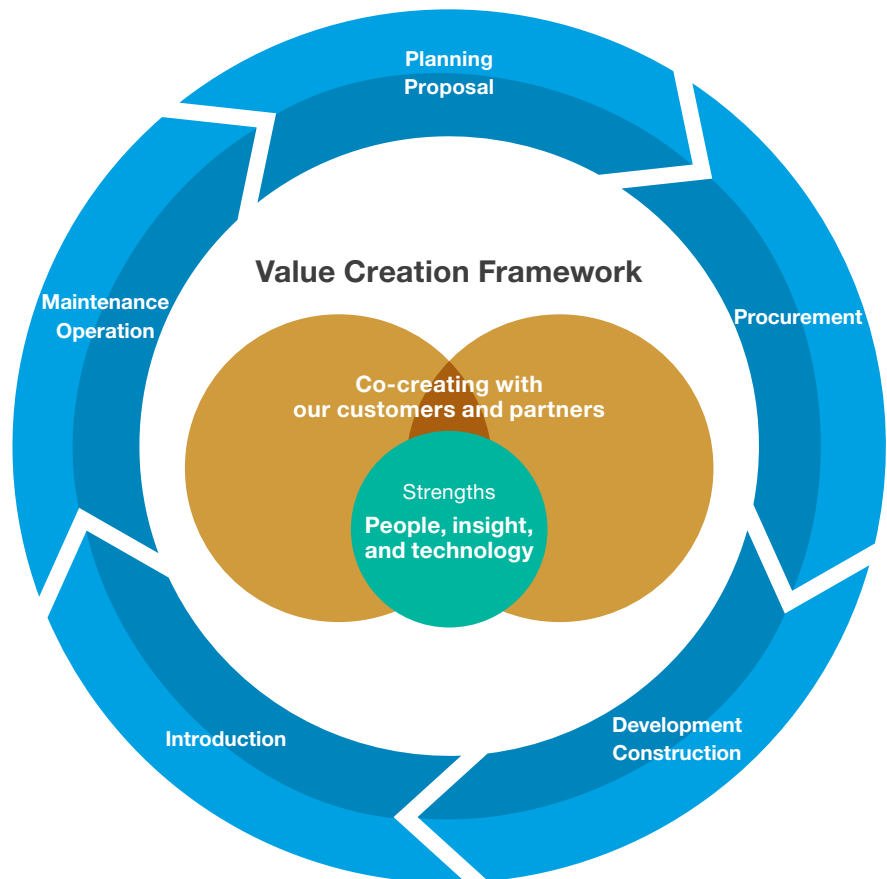 Planning
Proposal
Value Creation Framework
Maintenance
Operation
Procurement
Co-creating with
our customers and partners
Strengths
People, insight,
and technology
Introduction
Development
Construction